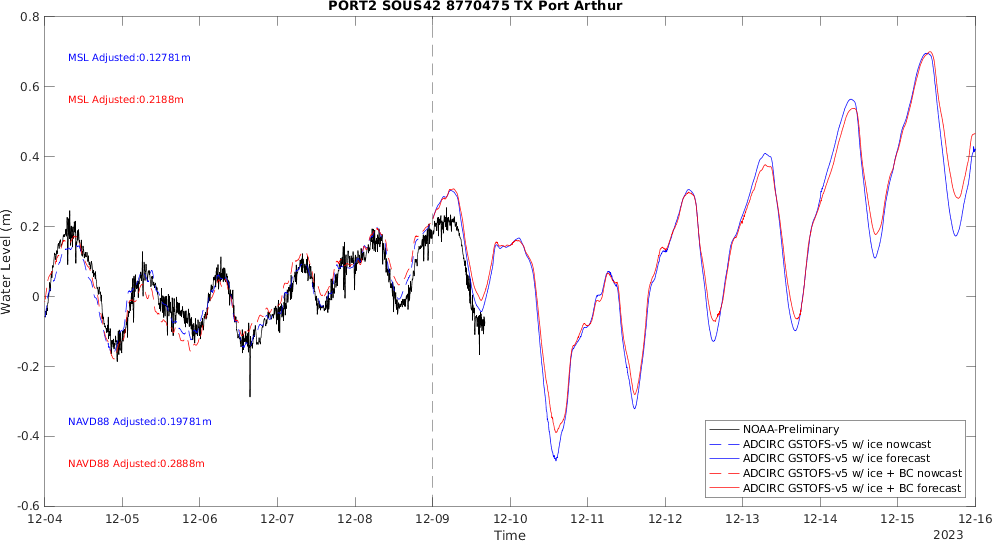 PORT2 SOUS42 8770475 TX Port Arthur
0.8
0.6
0.4
0.2
0
-0.2
-0.4
-0.6
Water Level (m)
MSL Adjusted:0.12781m
MSL Adjusted:0.2188m
NAVD88 Adjusted:0.19781m
NAVD88 Adjusted:0.2888m
NOAA-Preliminary
ADCIRC GSTOFS-v5 w/ ice nowcast
ADCIRC GSTOFS-v5 w/ ice forecast
ADCIRC GSTOFS-v5 w/ ice + BC nowcast
ADCIRC GSTOFS-v5 w/ ice + BC forecast
12-04 12-05 12-06 12-07 12-08 12-09 12-10 12-11 12-12 12-13 12-14 12-15 12-16
Time
2023